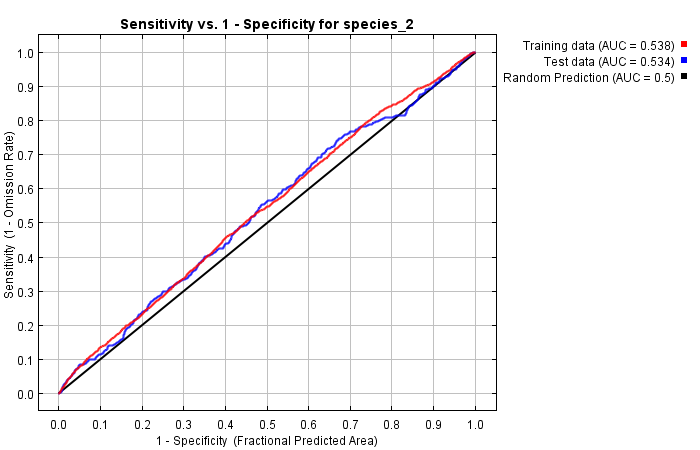 Sensitivity vs. 1 - Specificity for species_2
Training data (AUC = 0.538)
Test data (AUC = 0.534)
Random Prediction (AUC = 0.5)
Sensitivity (1 - Omission Rate)
1.0
0.9
0.8
0.7
0.6
0.5
0.4
0.3
0.2
0.1
0.0
0.0 0.1 0.2 0.3 0.4 0.5 0.6 0.7 0.8 0.9 1.0
1 - Specificity (Fractional Predicted Area)